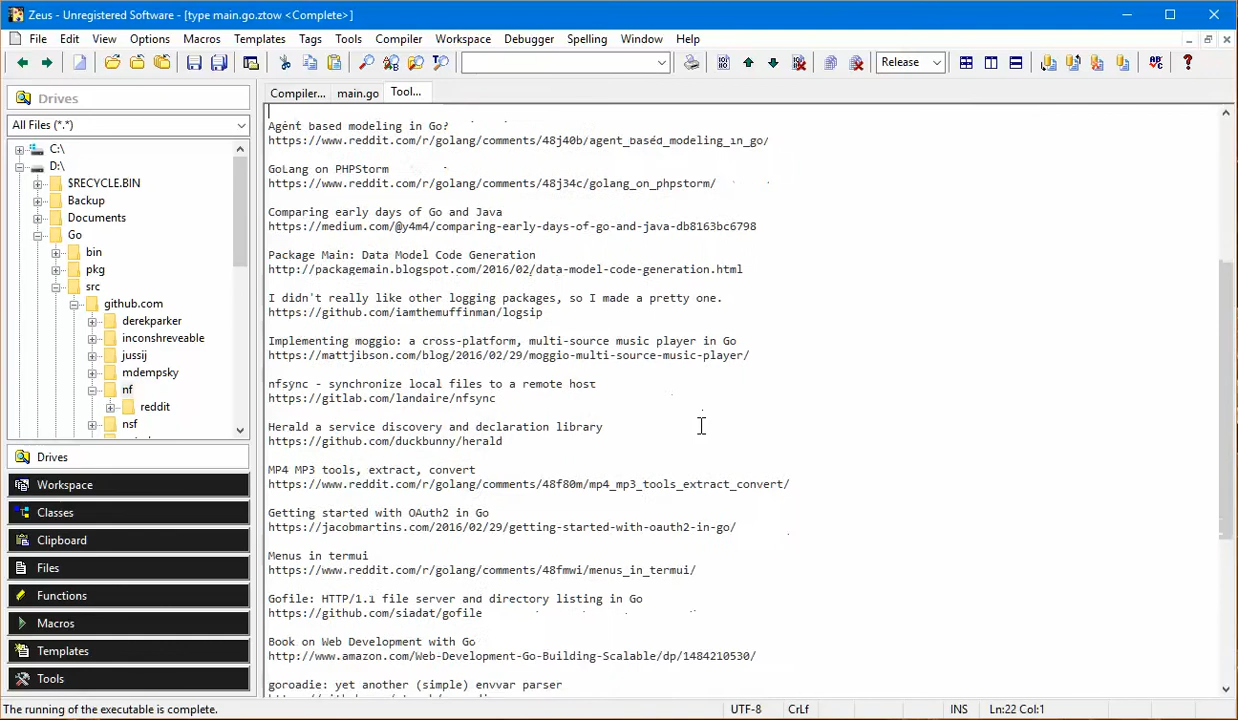 Zeus - Unregistered Software - [type main.go.ztow <Complete>]
File Edit View Options Macros Templates Tags Tools Compiler Workspace Debugger Spelling Window Help
Release
Drives
All Files (*.*)
C:\
D:\
$RECYCLE.BIN
Backup
Documents
Go
bin
pkg
src
github.com
derekparker
inconshreveable
jussij
mdempsky
nf
reddit
nsf
Drives
Workspace
Classes
Clipboard
Files
Functions
Macros
Templates
Tools
Compiler... main.go Tool...
Agent based modeling in Go?
https://www.reddit.com/r/golang/comments/48j40b/agent_based_modeling_in_go/
GoLang on PHPStorm
https://www.reddit.com/r/golang/comments/48j34c/golang_on_phpstorm/
Comparing early days of Go and Java
https://medium.com/@y4m4/comparing-early-days-of-go-and-java-db8163bc6798
Package Main: Data Model Code Generation
http://packagemain.blogspot.com/2016/02/data-model-code-generation.html
I didn't really like other logging packages, so I made a pretty one.
https://github.com/iamthemuffinman/logsip
Implementing moggio: a cross-platform, multi-source music player in Go
https://mattjibson.com/blog/2016/02/29/moggio-multi-source-music-player/
nfsync - synchronize local files to a remote host
https://gitlab.com/landaire/nfsync
Herald a service discovery and declaration library
https://github.com/duckbunny/herald
MP4 MP3 tools, extract, convert
https://www.reddit.com/r/golang/comments/48f80m/mp4_mp3_tools_extract_convert/
Getting started with OAuth2 in Go
https://jacobmartins.com/2016/02/29/getting-started-with-oauth2-in-go/
Menus in termui
https://www.reddit.com/r/golang/comments/48fmwi/menus_in_termui/
Gofile: HTTP/1.1 file server and directory listing in Go
https://github.com/siadat/gofile
Book on Web Development with Go
http://www.amazon.com/Web-Development-Go-Building-Scalable/dp/1484210530/
goroadie: yet another (simple) envvar parser
The running of the executable is complete.
UTF-8 CrLf INS Ln:22 Col:1